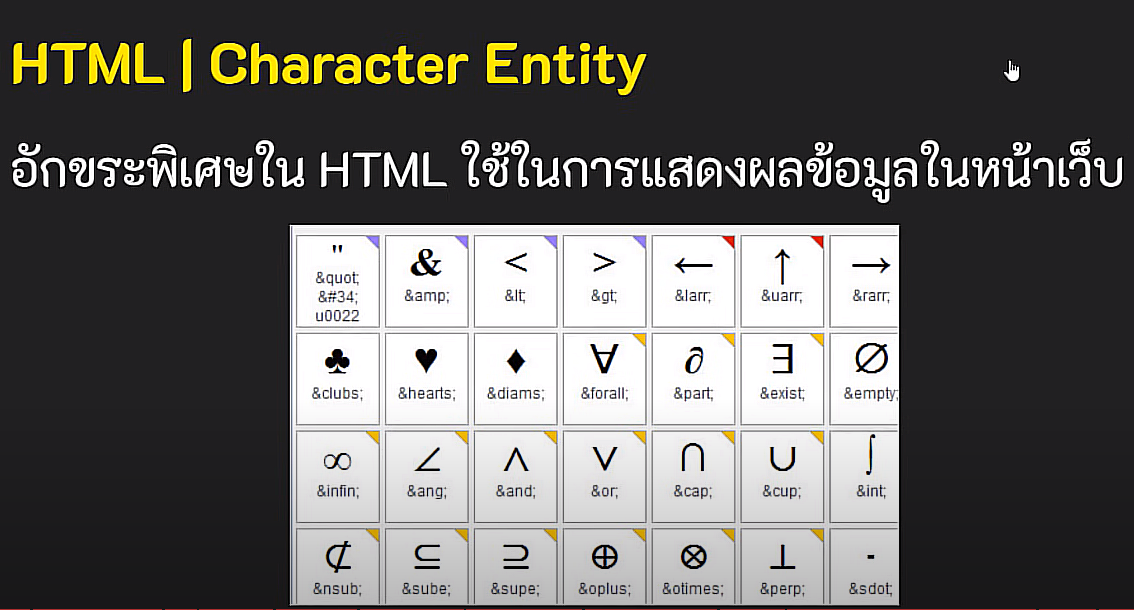 HTML | Character Entity
อักขระพิเศษใน HTML ใช้ในการแสดงผลข้อมูลในหน้าเว็บ
" & < > ← ↑ →
&quot; &amp; &lt; &gt; &larr; &uarr; &rarr;
&#34;
u0022
♣ ♥ ♦ ∀ ∂ ∃ ∅
&clubs; &hearts; &diams; &forall; &part; &exist; &empty;
∞ ∠ ∧ ∨ ∩ ∪ ∫
&infin; &ang; &and; &or; &cap; &cup; &int;
⊄ ⊆ ⊇ ⊕ ⊗ ⊥ ⋅
&nsub; &sube; &supe; &oplus; &otimes; &perp; &sdot;